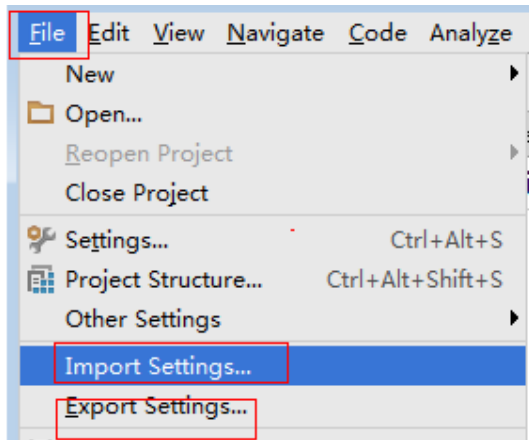 File Edit View Navigate Code Analyze
New
Open...
Reopen Project
Close Project
Settings... Ctrl+Alt+S
Project Structure... Ctrl+Alt+Shift+S
Other Settings
Import Settings...
Export Settings...